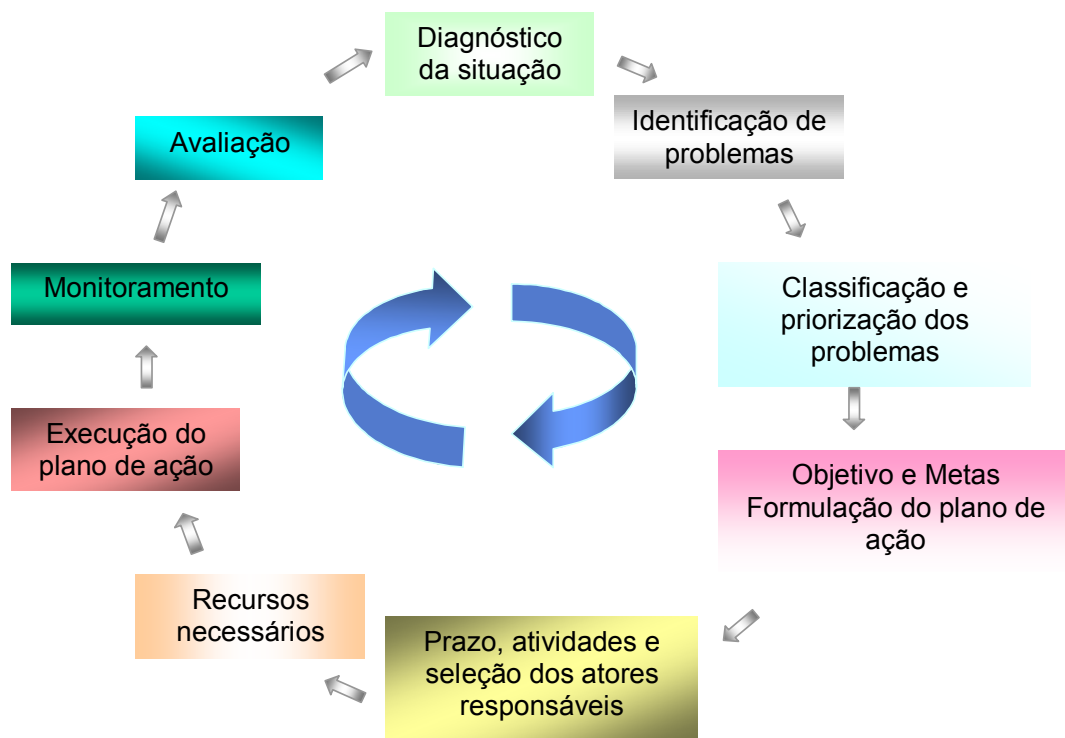 Diagnóstico
da situação
Identificação de
problemas
Classificação e
priorização dos
problemas
Objetivo e Metas
Formulação do plano de
ação
Prazo, atividades e
seleção dos atores
responsáveis
Recursos
necessários
Execução do
plano de ação
Monitoramento
Avaliação